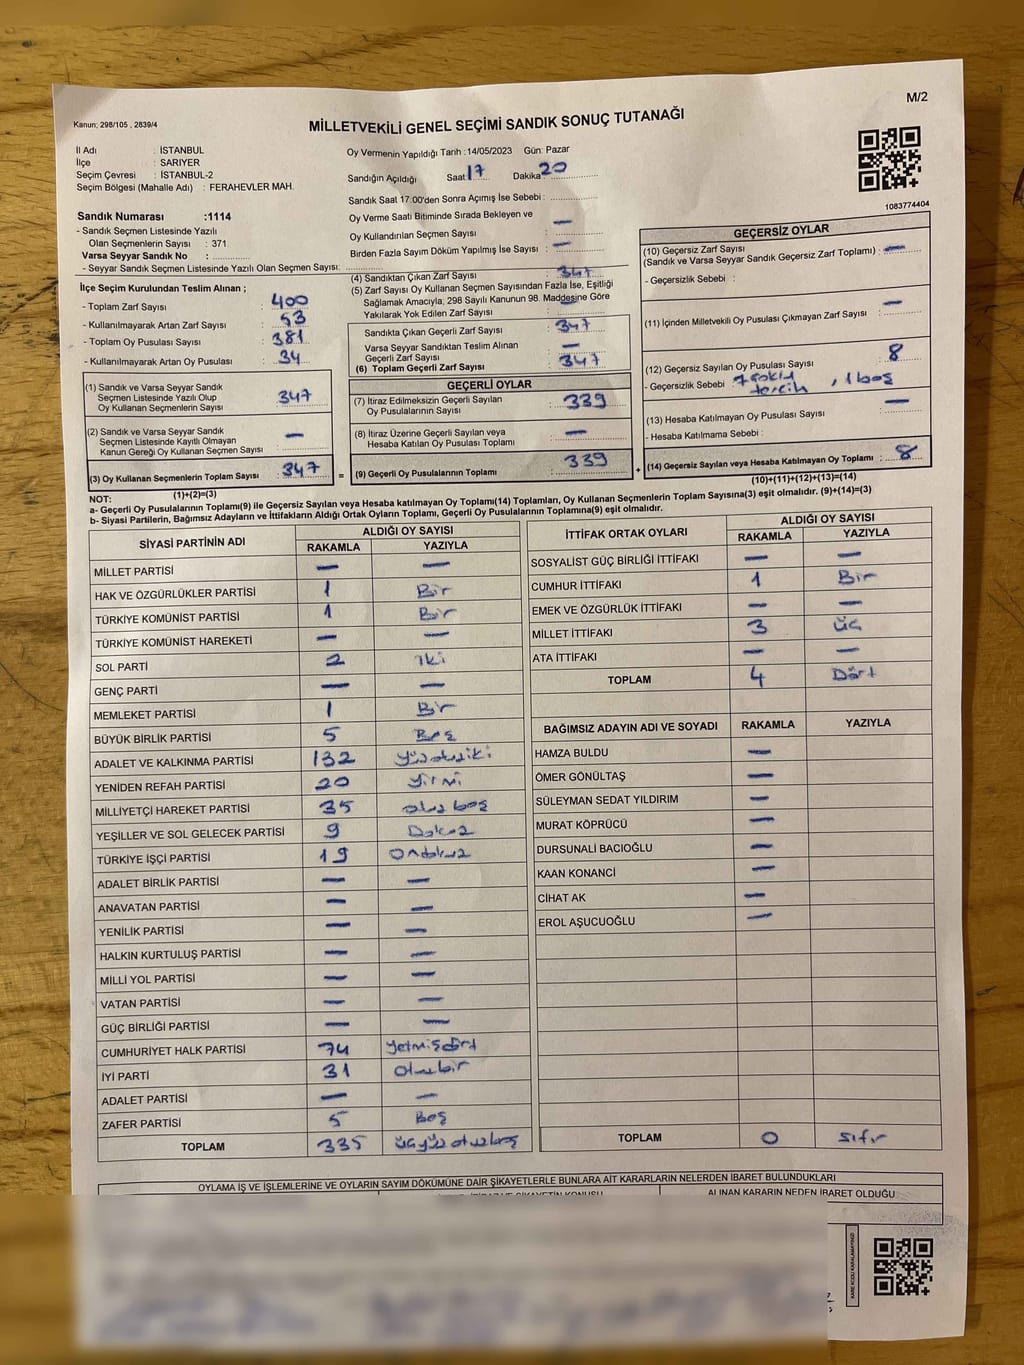 M/2
Kanun; 298/105 , 2839/4
MİLLETVEKİLİ GENEL SEÇİMİ SANDIK SONUÇ TUTANAĞI
İl Adı : İSTANBUL
İlçe : SARIYER
Seçim Çevresi : İSTANBUL-2
Seçim Bölgesi (Mahalle Adı) : FERAHEVLER MAH.
Sandık Numarası :1114
- Sandık Seçmen Listesinde Yazılı
Olan Seçmenlerin Sayısı : 371
Varsa Seyyar Sandık No :
- Seyyar Sandık Seçmen Listesinde Yazılı Olan Seçmen Sayısı:
İlçe Seçim Kurulundan Teslim Alınan ;
- Toplam Zarf Sayısı : 400
- Kullanılmayarak Artan Zarf Sayısı : 53
- Toplam Oy Pusulası Sayısı : 381
- Kullanılmayarak Artan Oy Pusulası : 34
(1) Sandık ve Varsa Seyyar Sandık
Seçmen Listesinde Yazılı Olup
Oy Kullanan Seçmenlerin Sayısı : 347
(2) Sandık ve Varsa Seyyar Sandık
Seçmen Listesinde Kayıtlı Olmayan
Kanun Gereği Oy Kullanan Seçmen Sayısı : —
(3) Oy Kullanan Seçmenlerin Toplam Sayısı : 347
(1)+(2)=(3)
Oy Vermenin Yapıldığı Tarih :14/05/2023 Gün: Pazar
Sandığın Açıldığı Saat 17 Dakika 20
Sandık Saat 17:00'den Sonra Açımış İse Sebebi :
Oy Verme Saati Bitiminde Sırada Bekleyen ve
Oy Kullandırılan Seçmen Sayısı : —
Birden Fazla Sayım Döküm Yapılmış İse Sayısı : —
(4) Sandıktan Çıkan Zarf Sayısı : 347
(5) Zarf Sayısı Oy Kullanan Seçmen Sayısından Fazla İse, Eşitliği
Sağlamak Amacıyla; 298 Sayılı Kanunun 98. Maddesine Göre
Yakılarak Yok Edilen Zarf Sayısı : —
Sandıkta Çıkan Geçerli Zarf Sayısı : 347
Varsa Seyyar Sandıktan Teslim Alınan
Geçerli Zarf Sayısı : —
(6) Toplam Geçerli Zarf Sayısı : 347
GEÇERLİ OYLAR
(7) İtiraz Edilmeksizin Geçerli Sayılan
Oy Pusulalarının Sayısı : 339
(8) İtiraz Üzerine Geçerli Sayılan veya
Hesaba Katılan Oy Pusulası Toplamı : —
= (9) Geçerli Oy Pusulalarının Toplamı : 339
1083774404
GEÇERSİZ OYLAR
(10) Geçersiz Zarf Sayısı
(Sandık ve Varsa Seyyar Sandık Geçersiz Zarf Toplamı) : —
- Geçersizlik Sebebi :
(11) İçinden Milletvekili Oy Pusulası Çıkmayan Zarf Sayısı : —
(12) Geçersiz Sayılan Oy Pusulası Sayısı : 8
- Geçersizlik Sebebi : 7 tercih , 1 boş
(13) Hesaba Katılmayan Oy Pusulası Sayısı : —
- Hesaba Katılmama Sebebi :
+ (14) Geçersiz Sayılan veya Hesaba Katılmayan Oy Toplamı : 8
(10)+(11)+(12)+(13)=(14)
NOT:
a- Geçerli Oy Pusulalarının Toplamı(9) ile Geçersiz Sayılan veya Hesaba katılmayan Oy Toplamı(14) Toplamları, Oy Kullanan Seçmenlerin Toplam Sayısına(3) eşit olmalıdır. (9)+(14)=(3)
b- Siyasi Partilerin, Bağımsız Adayların ve İttifakların Aldığı Ortak Oyların Toplamı, Geçerli Oy Pusulalarının Toplamına(9) eşit olmalıdır.
SİYASİ PARTİNİN ADI ALDIĞI OY SAYISI
RAKAMLA YAZIYLA
MİLLET PARTİSİ — —
HAK VE ÖZGÜRLÜKLER PARTİSİ 1 Bir
TÜRKİYE KOMÜNİST PARTİSİ 1 Bir
TÜRKİYE KOMÜNİST HAREKETİ — —
SOL PARTİ 2 iki
GENÇ PARTİ — —
MEMLEKET PARTİSİ 1 Bir
BÜYÜK BİRLİK PARTİSİ 5 Beş
ADALET VE KALKINMA PARTİSİ 132 yüzotuziki
YENİDEN REFAH PARTİSİ 20 yirmi
MİLLİYETÇİ HAREKET PARTİSİ 35 otuz beş
YEŞİLLER VE SOL GELECEK PARTİSİ 9 Dokuz
TÜRKİYE İŞÇİ PARTİSİ 19 Ondokuz
ADALET BİRLİK PARTİSİ — —
ANAVATAN PARTİSİ — —
YENİLİK PARTİSİ — —
HALKIN KURTULUŞ PARTİSİ — —
MİLLİ YOL PARTİSİ — —
VATAN PARTİSİ — —
GÜÇ BİRLİĞİ PARTİSİ — —
CUMHURİYET HALK PARTİSİ 74 yetmişdört
İYİ PARTİ 31 otuzbir
ADALET PARTİSİ — —
ZAFER PARTİSİ 5 Beş
TOPLAM 335 üçyüz otuzbeş
İTTİFAK ORTAK OYLARI ALDIĞI OY SAYISI
RAKAMLA YAZIYLA
SOSYALİST GÜÇ BİRLİĞİ İTTİFAKI — —
CUMHUR İTTİFAKI 1 Bir
EMEK VE ÖZGÜRLÜK İTTİFAKI — —
MİLLET İTTİFAKI 3 üç
ATA İTTİFAKI — —
TOPLAM 4 Dört
BAĞIMSIZ ADAYIN ADI VE SOYADI RAKAMLA YAZIYLA
HAMZA BULDU —
ÖMER GÖNÜLTAŞ —
SÜLEYMAN SEDAT YILDIRIM —
MURAT KÖPRÜCÜ —
DURSUNALİ BACIOĞLU —
KAAN KONANCİ —
CİHAT AK —
EROL AŞUCUOĞLU —
TOPLAM 0 sıfır
OYLAMA İŞ VE İŞLEMLERİNE VE OYLARIN SAYIM DÖKÜMÜNE DAİR ŞİKAYETLERLE BUNLARA AİT KARARLARIN NELERDEN İBARET BULUNDUKLARI
ALINAN KARARIN NEDEN İBARET OLDUĞU
KARE KODU KARALAMAYINIZ!